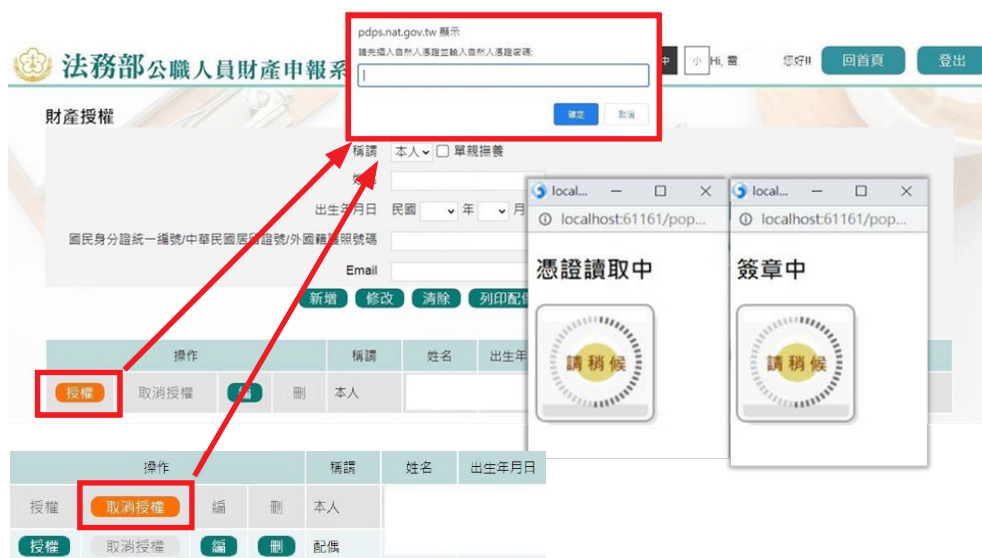 法務部公職人員財產申報系
pdps.nat.gov.tw 顯示
請先插入自然人憑證並輸入自然人憑證密碼:
確定
取消
中
小
Hi, 雷
您好!!
回首頁
登出
財產授權
稱謂 本人 單親撫養
姓
出生年月日 民國 年 月
國民身分證統一編號/中華民國居留證號/外國籍護照號碼
Email
新增 修改 清除 列印配偶
local...
localhost:61161/pop...
憑證讀取中
請稍候
local...
localhost:61161/pop...
簽章中
請稍候
操作 稱謂 姓名 出生年
授權 取消授權 編 刪 本人
操作 稱謂 姓名 出生年月日
授權 取消授權 編 刪 本人
授權 取消授權 編 刪 配偶